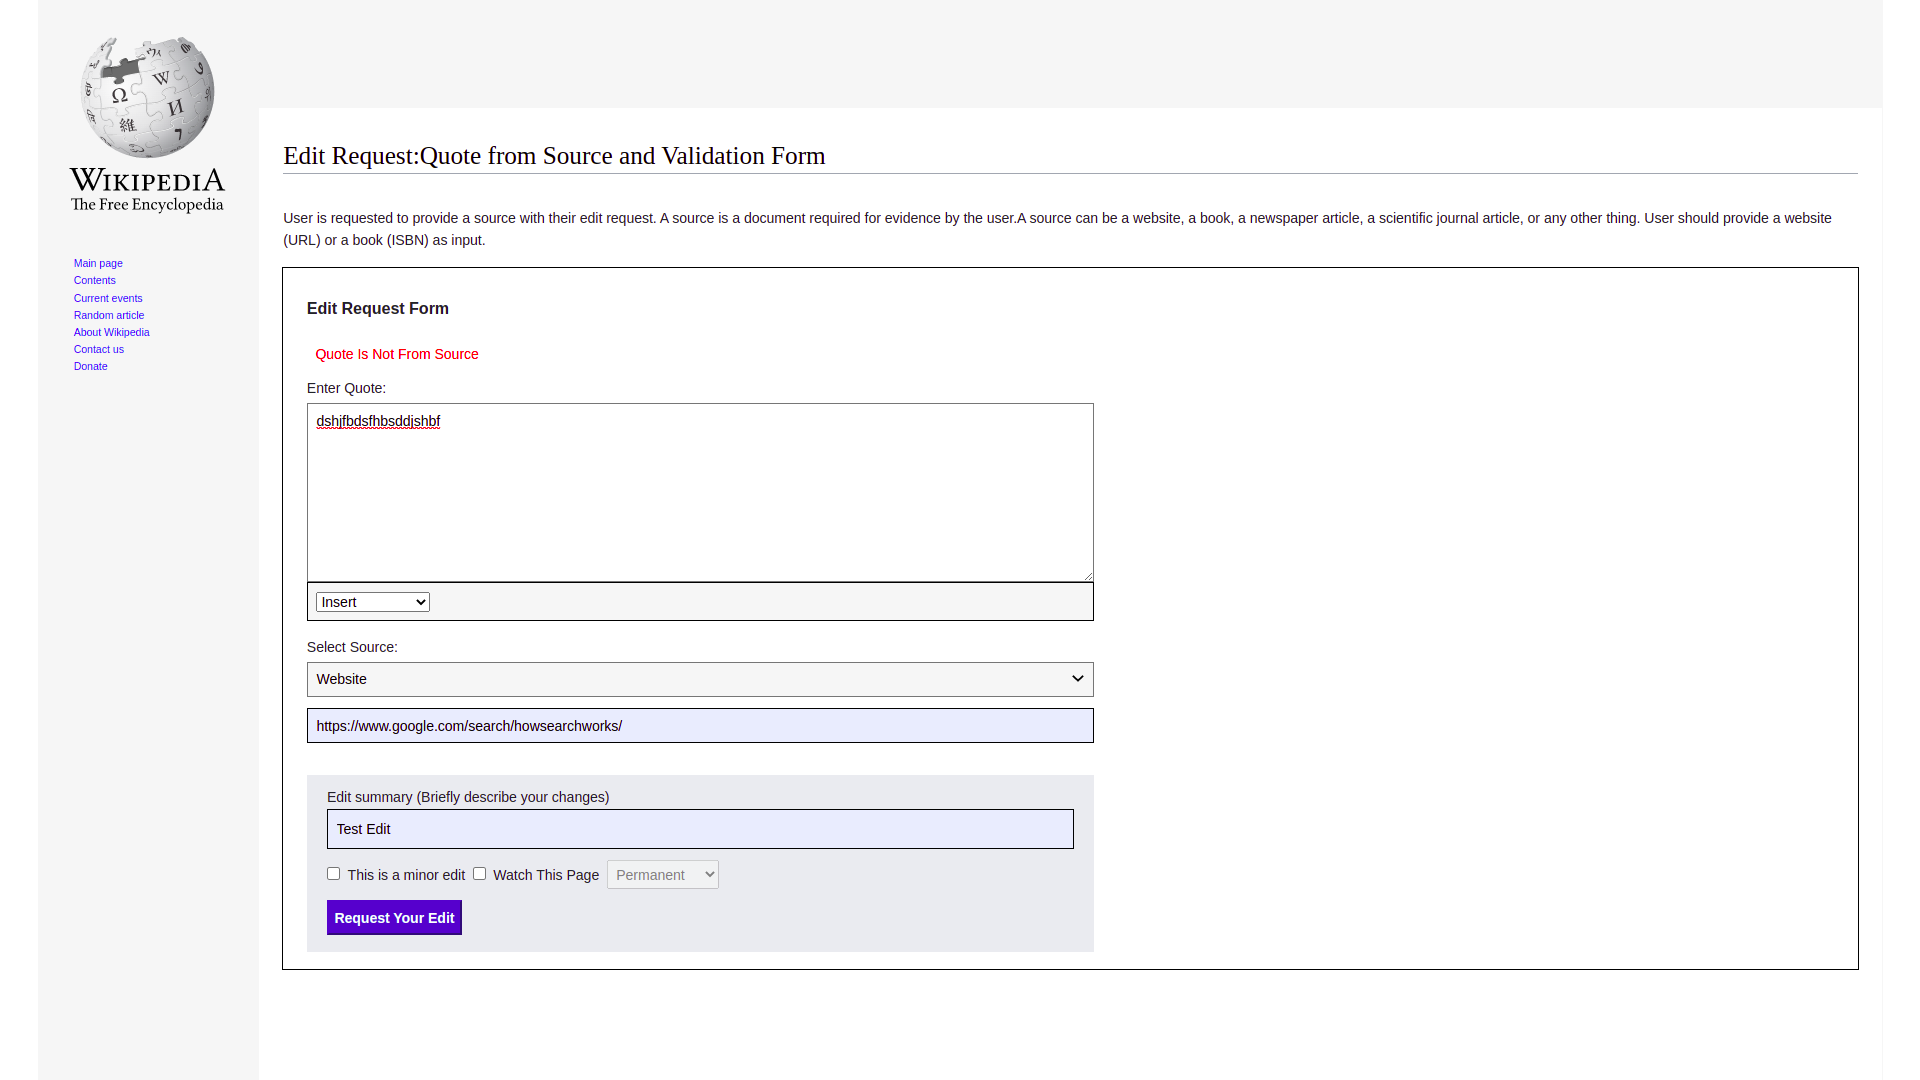 Ω
W
И
維
WIKIPEDIA
The Free Encyclopedia
Main page
Contents
Current events
Random article
About Wikipedia
Contact us
Donate
Edit Request:Quote from Source and Validation Form
User is requested to provide a source with their edit request. A source is a document required for evidence by the user.A source can be a website, a book, a newspaper article, a scientific journal article, or any other thing. User should provide a website
(URL) or a book (ISBN) as input.
Edit Request Form
Quote Is Not From Source
Enter Quote:
dshjfbdsfhbsddjshbf
Insert
Select Source:
Website
https://www.google.com/search/howsearchworks/
Edit summary (Briefly describe your changes)
Test Edit
This is a minor edit Watch This Page Permanent
Request Your Edit